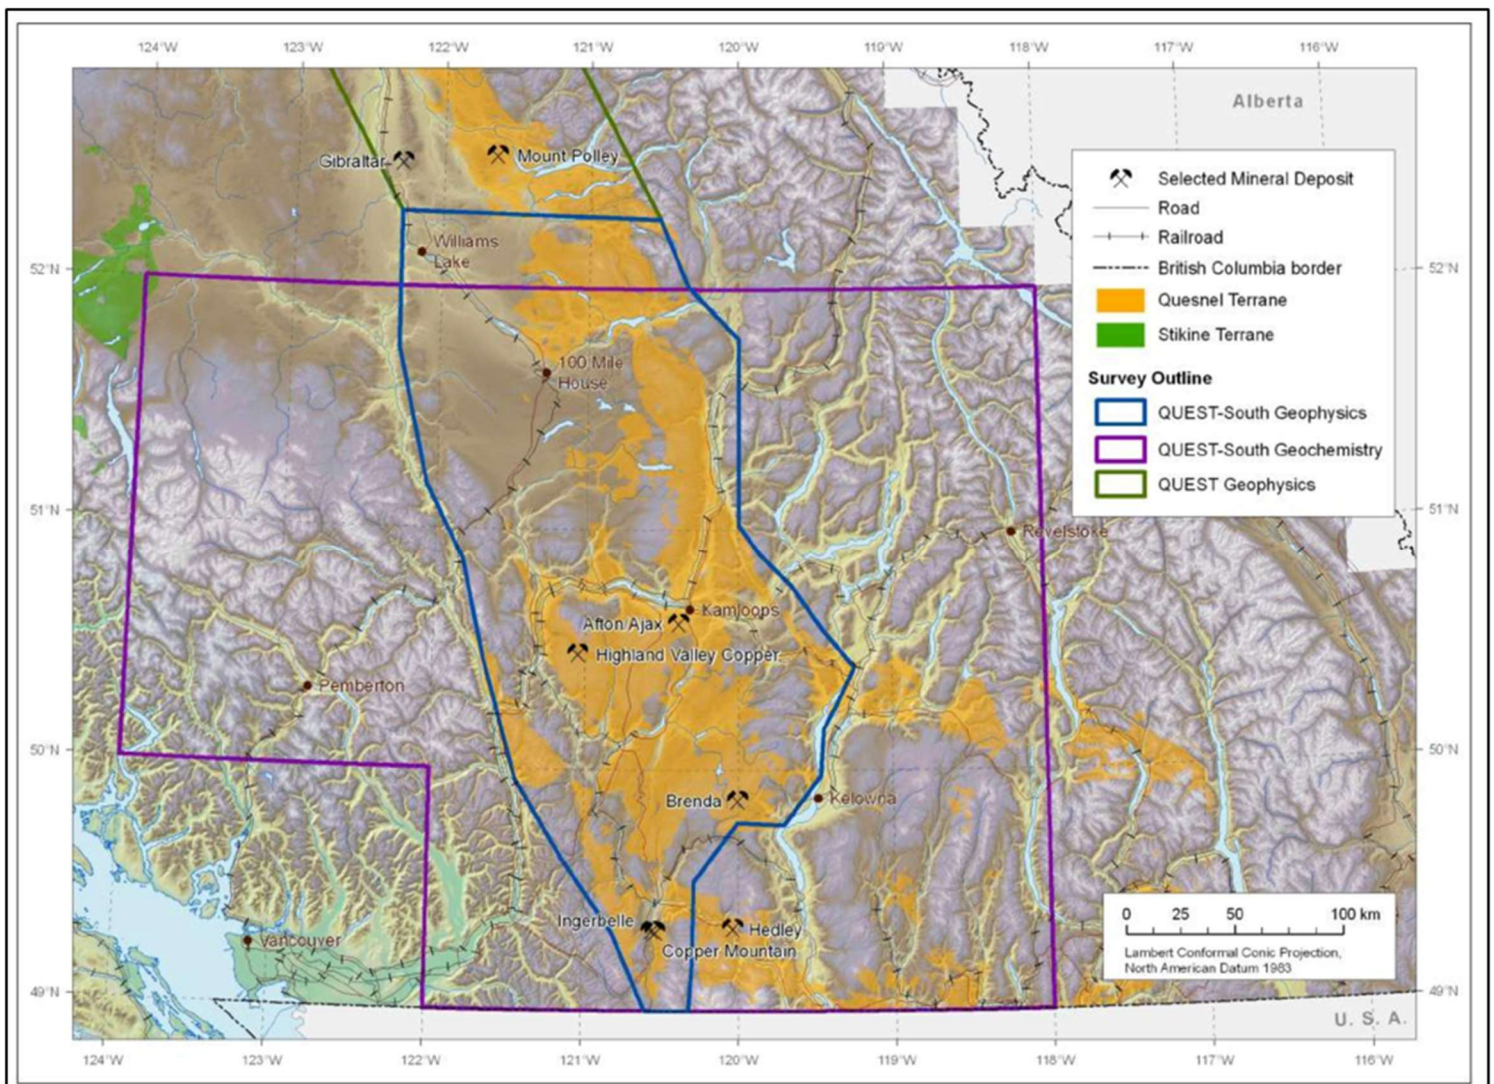 124°W 123°W 122°W 121°W 120°W 119°W 118°W 117°W 116°W
Alberta
Gibraltar
Mount Polley
Selected Mineral Deposit
Road
Railroad
British Columbia border
Quesnel Terrane
Stikine Terrane
Survey Outline
QUEST-South Geophysics
QUEST-South Geochemistry
QUEST Geophysics
Williams
Lake
52°N
52°N
100 Mile
House
51°N
51°N
Revelstoke
Kamloops
Afton Ajax
Highland Valley Copper
Pemberton
50°N
50°N
Brenda
Kelowna
Ingerbelle
Hedley
Copper Mountain
Vancouver
0 25 50 100 km
Lambert Conformal Conic Projection,
North American Datum 1983
49°N
49°N
U. S. A.
124°W 123°W 122°W 121°W 120°W 119°W 118°W 117°W 116°W